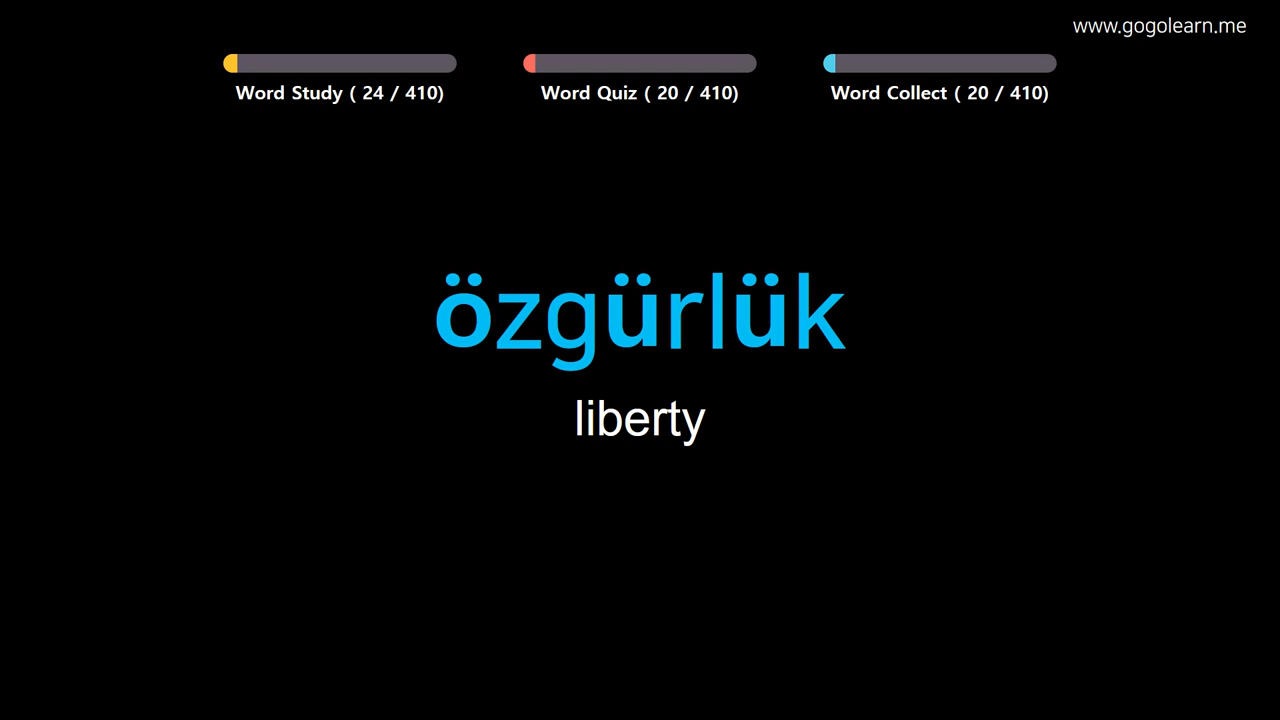 www.gogolearn.me
Word Study ( 24 / 410)
Word Quiz ( 20 / 410)
Word Collect ( 20 / 410)
özgürlük
liberty